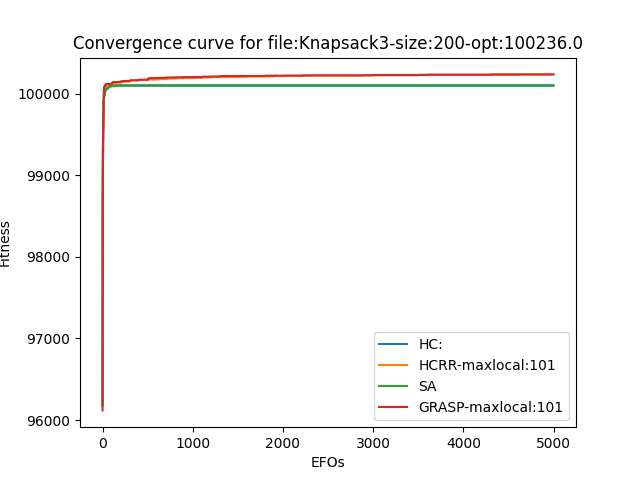 Convergence curve for file:Knapsack3-size:200-opt:100236.0
100000
99000
98000
97000
96000
Fitness
0
1000
2000
3000
4000
5000
EFOs
HC:
HCRR-maxlocal:101
SA
GRASP-maxlocal:101